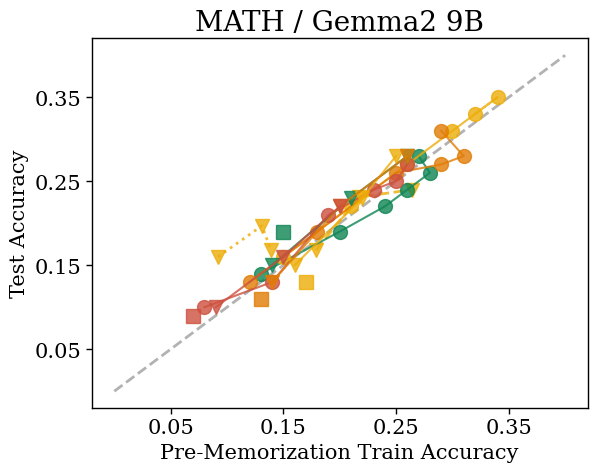 MATH / Gemma2 9B
Test Accuracy
0.35
0.25
0.15
0.05
0.05 0.15 0.25 0.35
Pre-Memorization Train Accuracy